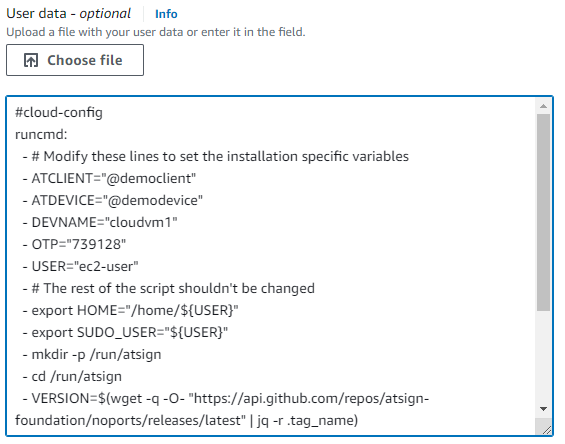 User data - optional Info
Upload a file with your user data or enter it in the field.
Choose file
#cloud-config
runcmd:
- # Modify these lines to set the installation specific variables
- ATCLIENT="@democlient"
- ATDEVICE="@demodevice"
- DEVNAME="cloudvm1"
- OTP="739128"
- USER="ec2-user"
- # The rest of the script shouldn't be changed
- export HOME="/home/${USER}"
- export SUDO_USER="${USER}"
- mkdir -p /run/atsign
- cd /run/atsign
- VERSION=$(wget -q -O- "https://api.github.com/repos/atsign-
foundation/noports/releases/latest" | jq -r .tag_name)